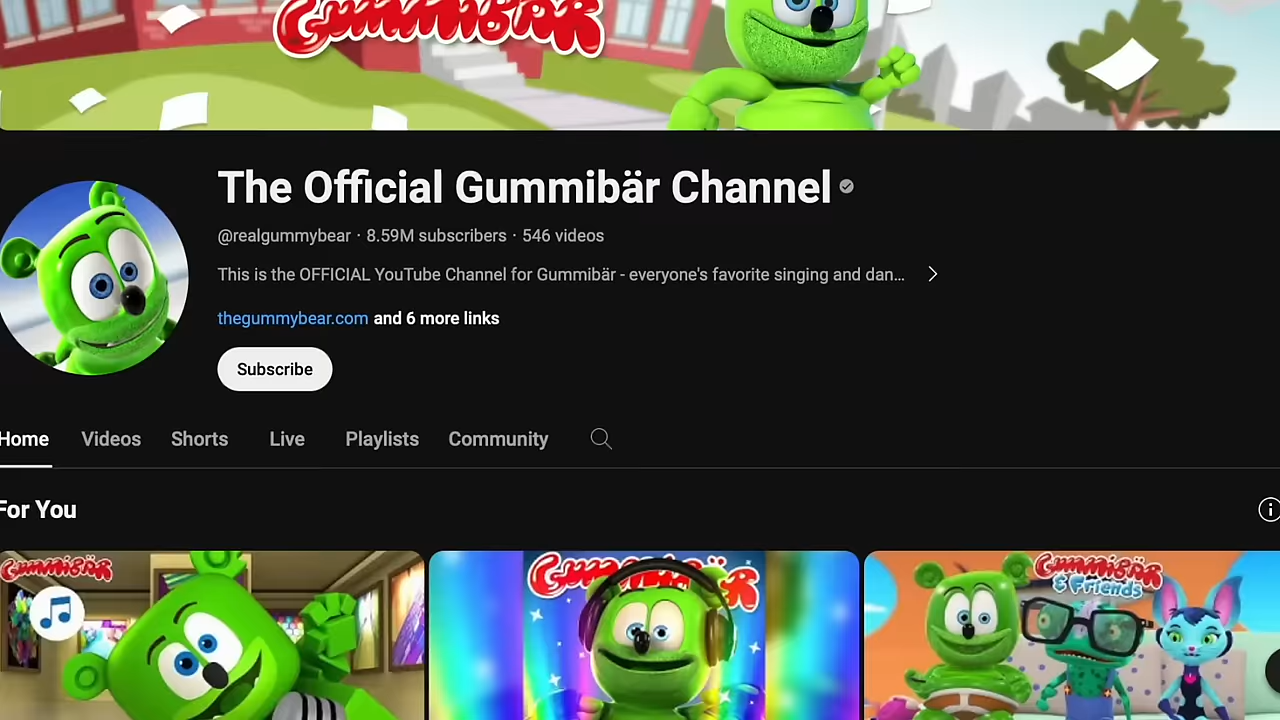 GUMMIBÄR
The Official Gummibär Channel
@realgummybear · 8.59M subscribers · 546 videos
This is the OFFICIAL YouTube Channel for Gummibär - everyone's favorite singing and dan...
thegummybear.com and 6 more links
Subscribe
Home Videos Shorts Live Playlists Community
For You
GUMMIBÄR
GUMMIBÄR
GUMMIBÄR
& Friends